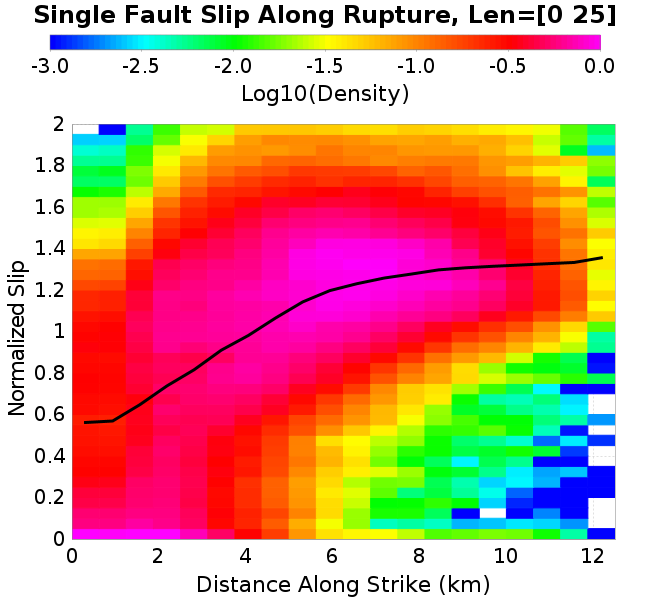 Single Fault Slip Along Rupture, Len=[0 25]
-3.0 -2.5 -2.0 -1.5 -1.0 -0.5 0.0
Log10(Density)
Normalized Slip
2
1.8
1.6
1.4
1.2
1
0.8
0.6
0.4
0.2
0
0 2 4 6 8 10 12
Distance Along Strike (km)